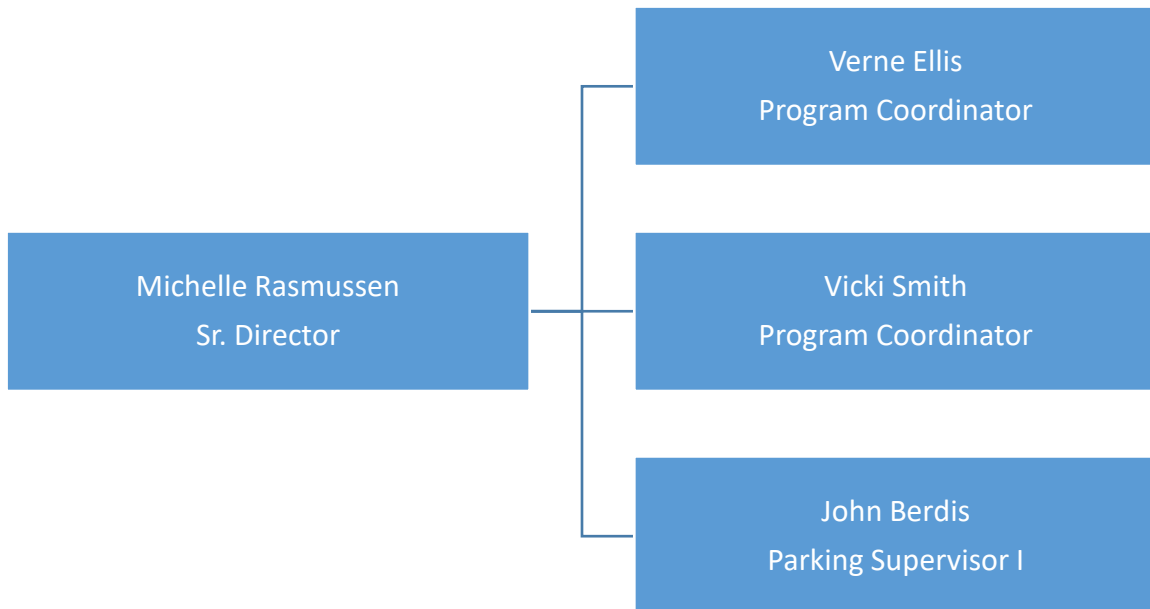 Michelle Rasmussen
Sr. Director
Verne Ellis
Program Coordinator
Vicki Smith
Program Coordinator
John Berdis
Parking Supervisor I